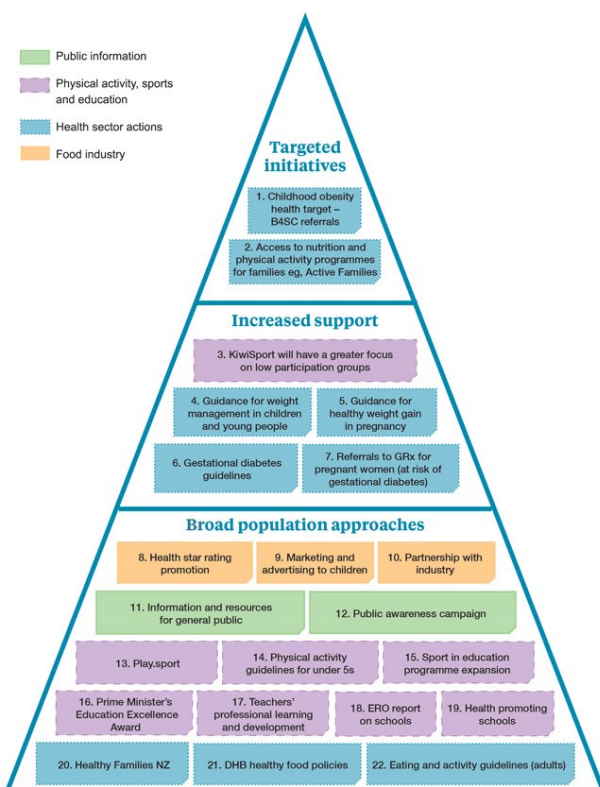 Public information
Physical activity, sports
and education
Health sector actions
Food industry
Targeted
initiatives
1. Childhood obesity
health target –
B4SC referrals
2. Access to nutrition and
physical activity programmes
for families eg, Active Families
Increased support
3. KiwiSport will have a greater focus
on low participation groups
4. Guidance for weight
management in children
and young people
5. Guidance for
healthy weight gain
in pregnancy
6. Gestational diabetes
guidelines
7. Referrals to GRx for
pregnant women (at risk of
gestational diabetes)
Broad population approaches
8. Health star rating
promotion
9. Marketing and
advertising to children
10. Partnership with
industry
11. Information and resources
for general public
12. Public awareness campaign
13. Play.sport
14. Physical activity
guidelines for under 5s
15. Sport in education
programme expansion
16. Prime Minister's
Education Excellence
Award
17. Teachers'
professional learning
and development
18. ERO report
on schools
19. Health promoting
schools
20. Healthy Families NZ
21. DHB healthy food policies
22. Eating and activity guidelines (adults)